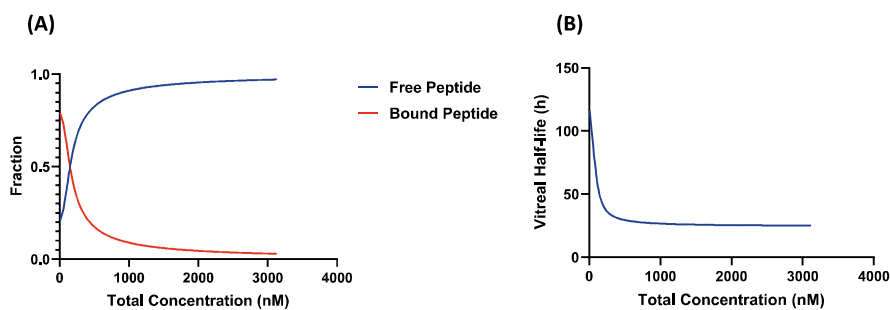 (A)
Fraction
1.0
0.5
0.0
0
1000
2000
3000
4000
Total Concentration (nM)
Free Peptide
Bound Peptide
(B)
Vitreal Half-life (h)
150
100
50
0
0
1000
2000
3000
4000
Total Concentration (nM)